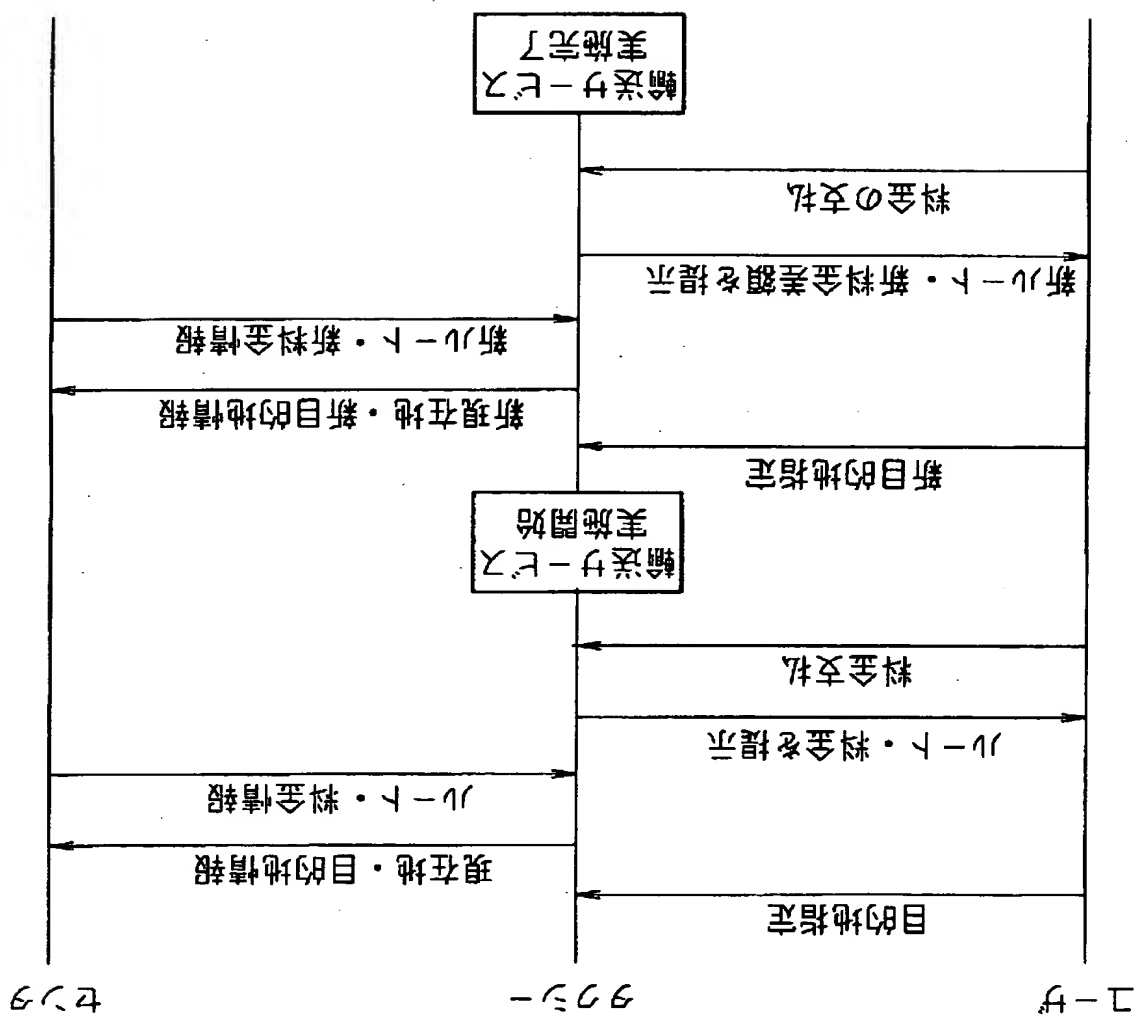 ユーザ
タクシー
センタ
目的地指定
現在地・目的地情報
ルート・料金情報
ルート・料金を提示
料金支払
輸送サービス
実施開始
新目的地指定
新現在地・新目的地情報
新ルート・新料金情報
新ルート・新料金差額を提示
料金の支払
輸送サービス
実施完了